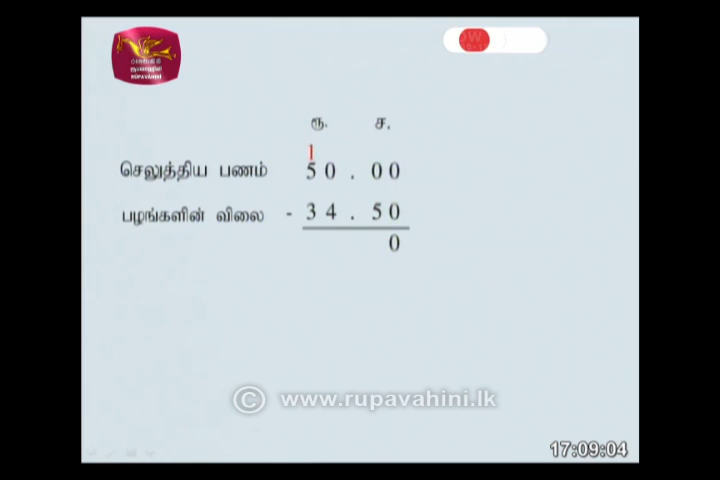 ரூ. ச.
1
செலுத்திய பணம் 50 . 00
பழங்களின் விலை - 34 . 50
0
© www.rupavahini.lk
17:09:04